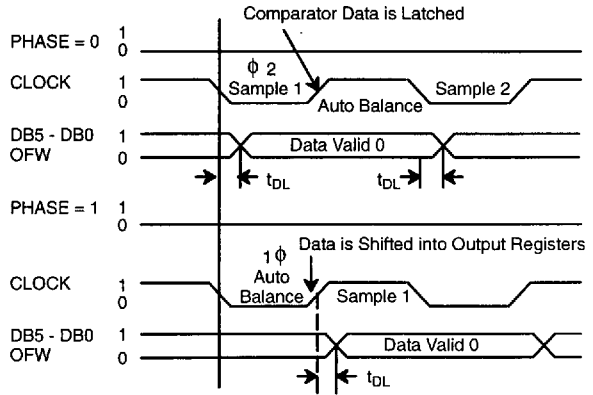 Comparator Data is Latched
PHASE = 0 1
0
ϕ 2
CLOCK 1 Sample 1 Sample 2
0 Auto Balance
DB5 - DB0 1 Data Valid 0
OFW 0
tDL tDL
PHASE = 1 1
0
1 ϕ Data is Shifted into Output Registers
Auto
CLOCK 1 Balance Sample 1
0
DB5 - DB0 1 Data Valid 0
OFW 0
tDL